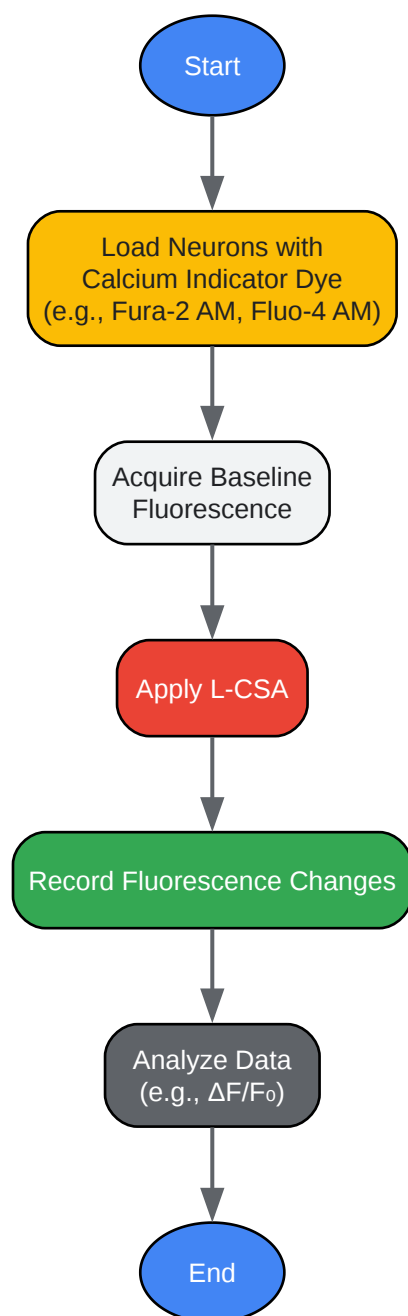 Start
Load Neurons with
Calcium Indicator Dye
(e.g., Fura-2 AM, Fluo-4 AM)
Acquire Baseline
Fluorescence
Apply L-CSA
Record Fluorescence Changes
Analyze Data
(e.g., ΔF/F₀)
End